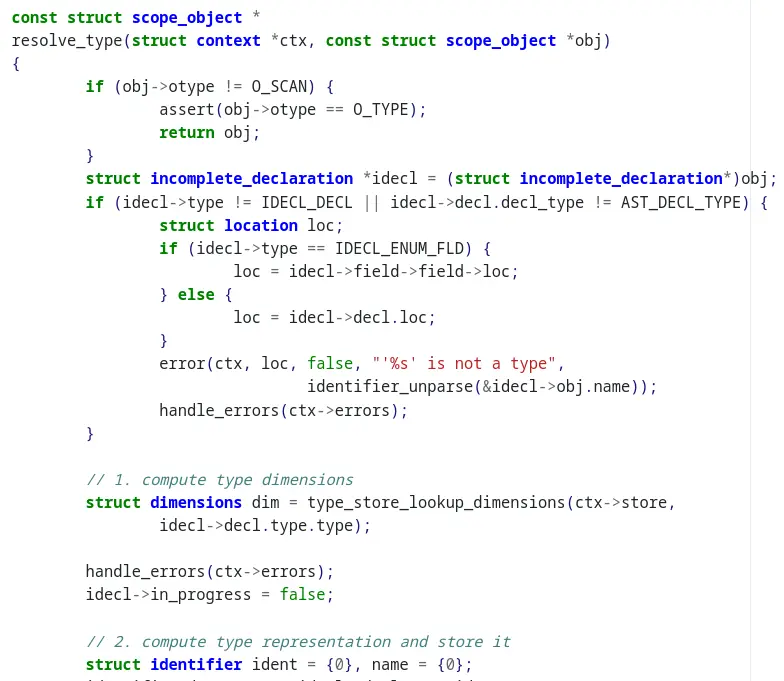 const struct scope_object *
resolve_type(struct context *ctx, const struct scope_object *obj)
{
        if (obj->otype != O_SCAN) {
                assert(obj->otype == O_TYPE);
                return obj;
        }
        struct incomplete_declaration *idecl = (struct incomplete_declaration*)obj;
        if (idecl->type != IDECL_DECL || idecl->decl.decl_type != AST_DECL_TYPE) {
                struct location loc;
                if (idecl->type == IDECL_ENUM_FLD) {
                        loc = idecl->field->field->loc;
                } else {
                        loc = idecl->decl.loc;
                }
                error(ctx, loc, false, "'%s' is not a type",
                                identifier_unparse(&idecl->obj.name));
                handle_errors(ctx->errors);
        }

        // 1. compute type dimensions
        struct dimensions dim = type_store_lookup_dimensions(ctx->store,
                idecl->decl.type.type);

        handle_errors(ctx->errors);
        idecl->in_progress = false;

        // 2. compute type representation and store it
        struct identifier ident = {0}, name = {0};